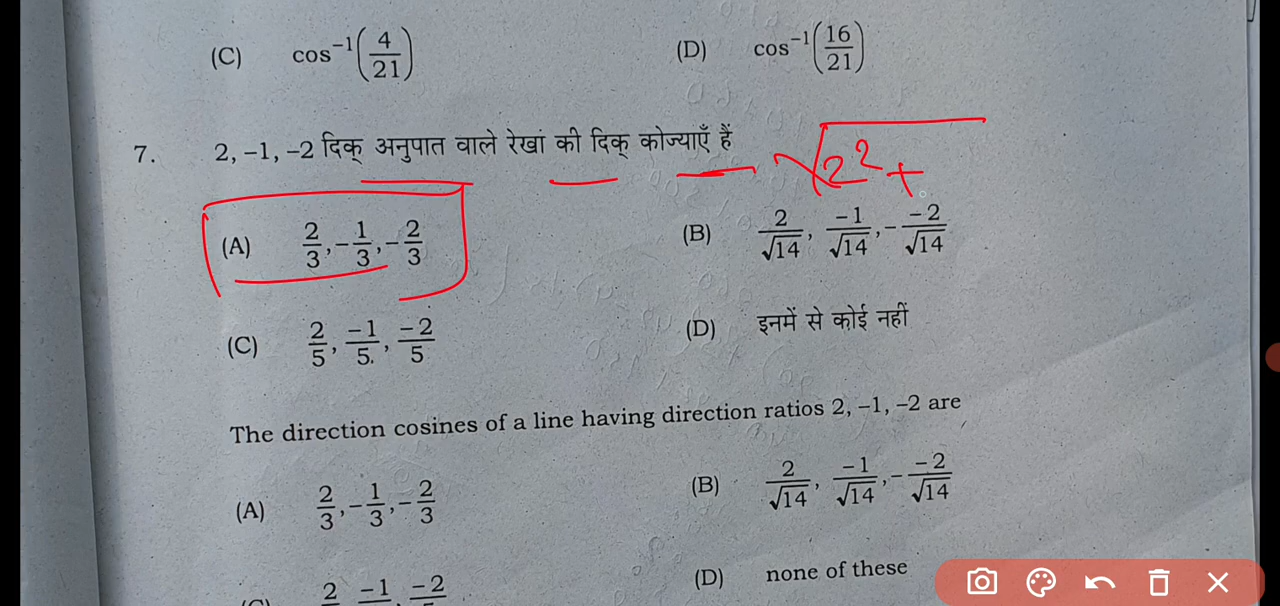 (C) cos⁻¹(4/21) (D) cos⁻¹(16/21)
7. 2, –1, –2 दिक् अनुपात वाले रेखां की दिक् कोज्याएँ हैं √2² +
(A) 2/3, –1/3, –2/3 (B) 2/√14, –1/√14, – –2/√14
(C) 2/5, –1/5., –2/5 (D) इनमें से कोई नहीं
The direction cosines of a line having direction ratios 2, –1, –2 are
(A) 2/3, –1/3, –2/3 (B) 2/√14, –1/√14, – –2/√14
(D) none of these
(C) 2 –1 –2